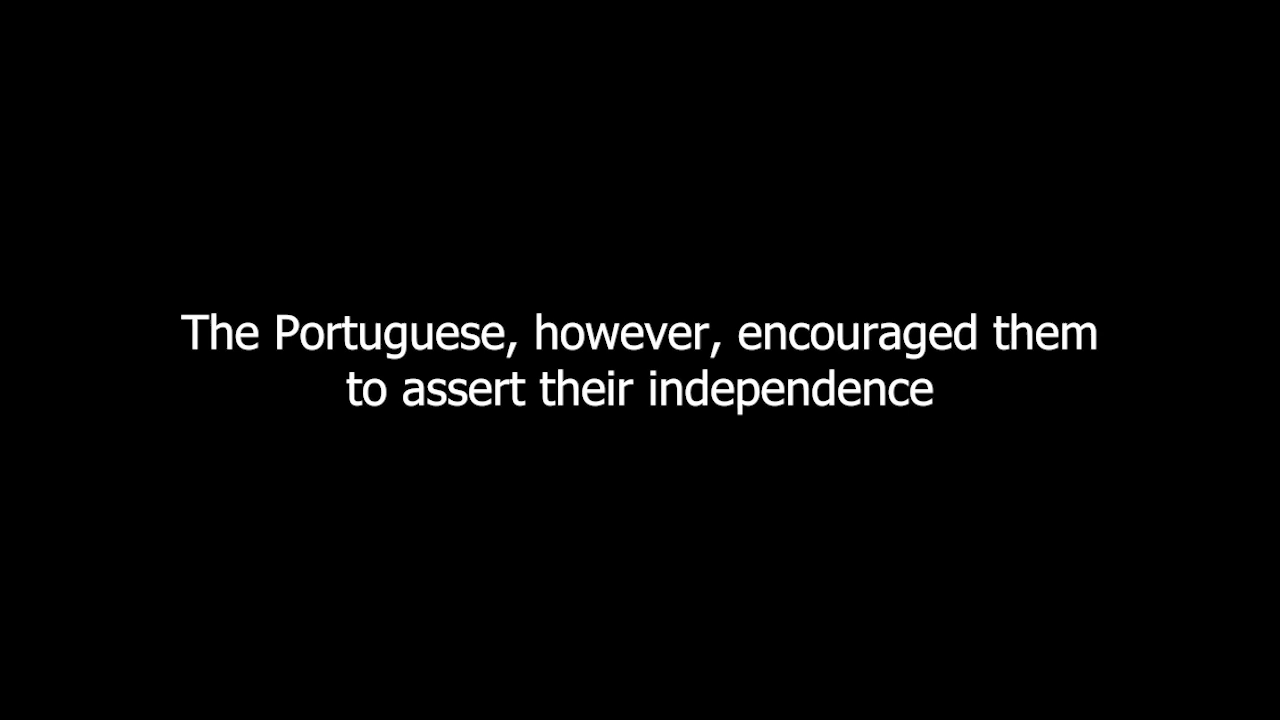 The Portuguese, however, encouraged them
to assert their independence